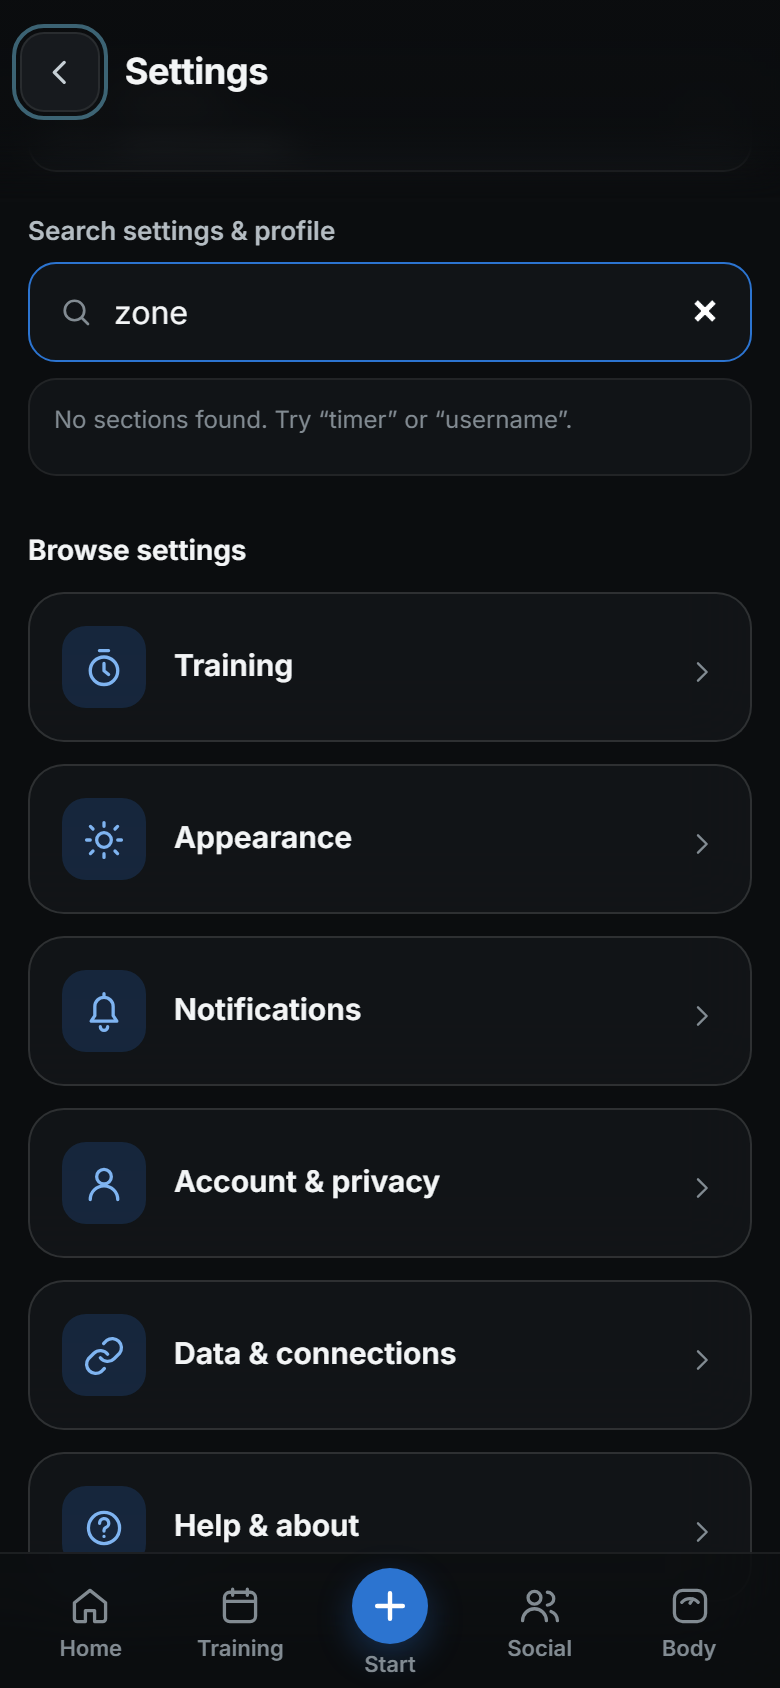 Settings
Search settings & profile
zone
No sections found. Try “timer” or “username”.
Browse settings
Training
Appearance
Notifications
Account & privacy
Data & connections
Help & about
Home
Training
Start
Social
Body